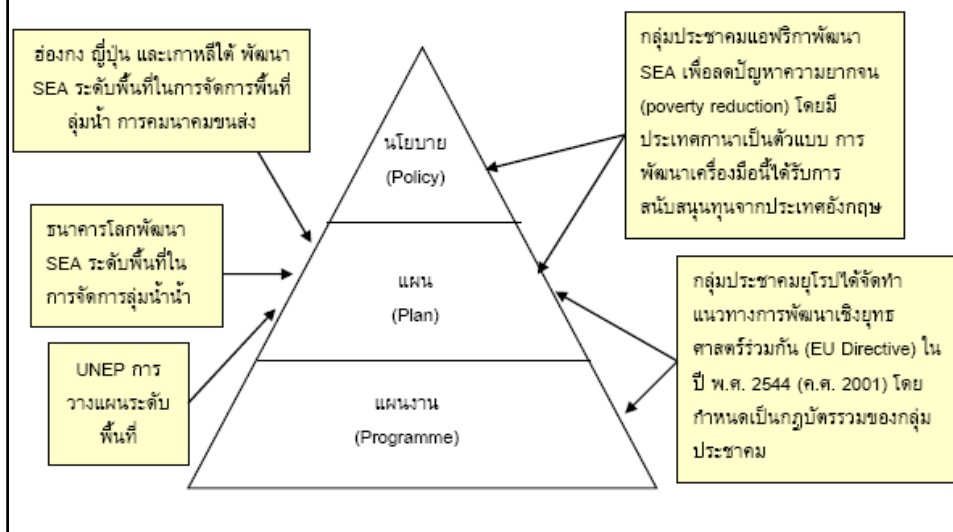 ฮ่องกง ญี่ปุ่น และเกาหลีใต้ พัฒนา
SEA ระดับพื้นที่ในการจัดการพื้นที่
ลุ่มน้ำ การคมนาคมขนส่ง
ธนาคารโลกพัฒนา
SEA ระดับพื้นที่ใน
การจัดการลุ่มน้ำน้ำ
UNEP การ
วางแผนระดับ
พื้นที่
นโยบาย
(Policy)
แผน
(Plan)
แผนงาน
(Programme)
กลุ่มประชาคมแอฟริกาพัฒนา
SEA เพื่อลดปัญหาความยากจน
(poverty reduction) โดยมี
ประเทศกานาเป็นตัวแบบ การ
พัฒนาเครื่องมือนี้ได้รับการ
สนับสนุนทุนจากประเทศอังกฤษ
กลุ่มประชาคมยุโรปได้จัดทำ
แนวทางการพัฒนาเชิงยุทธ
ศาสตร์ร่วมกัน (EU Directive) ใน
ปี พ.ศ. 2544 (ค.ศ. 2001) โดย
กำหนดเป็นกฎบัตรรวมของกลุ่ม
ประชาคม